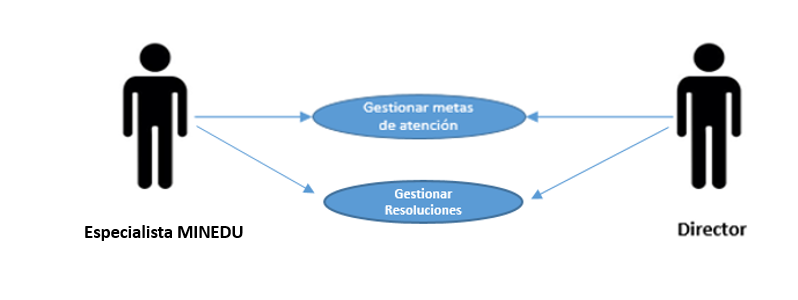 Gestionar metas
de atención
Gestionar
Resoluciones
Especialista MINEDU
Director